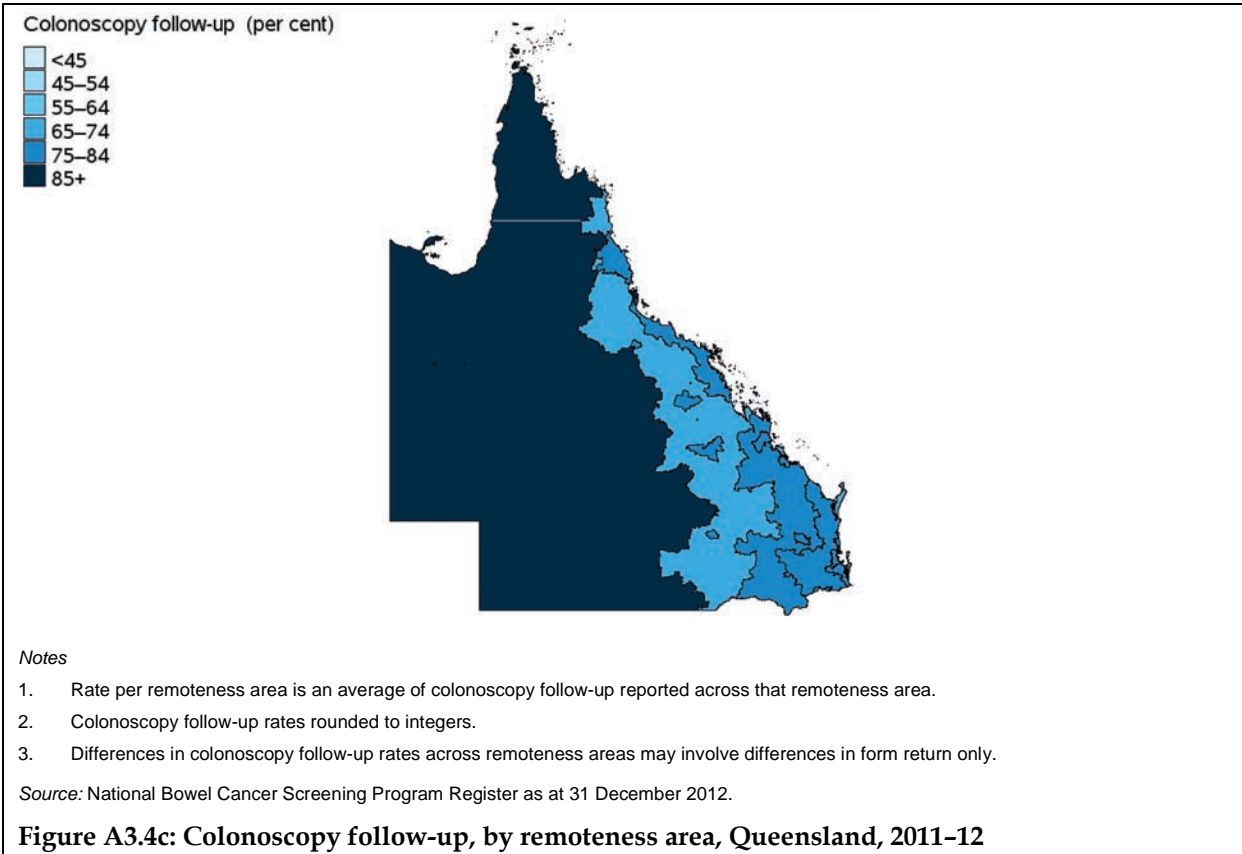 Colonoscopy follow-up (per cent)
<45
45–54
55–64
65–74
75–84
85+
Notes
1. Rate per remoteness area is an average of colonoscopy follow-up reported across that remoteness area.
2. Colonoscopy follow-up rates rounded to integers.
3. Differences in colonoscopy follow-up rates across remoteness areas may involve differences in form return only.
Source: National Bowel Cancer Screening Program Register as at 31 December 2012.
Figure A3.4c: Colonoscopy follow-up, by remoteness area, Queensland, 2011–12